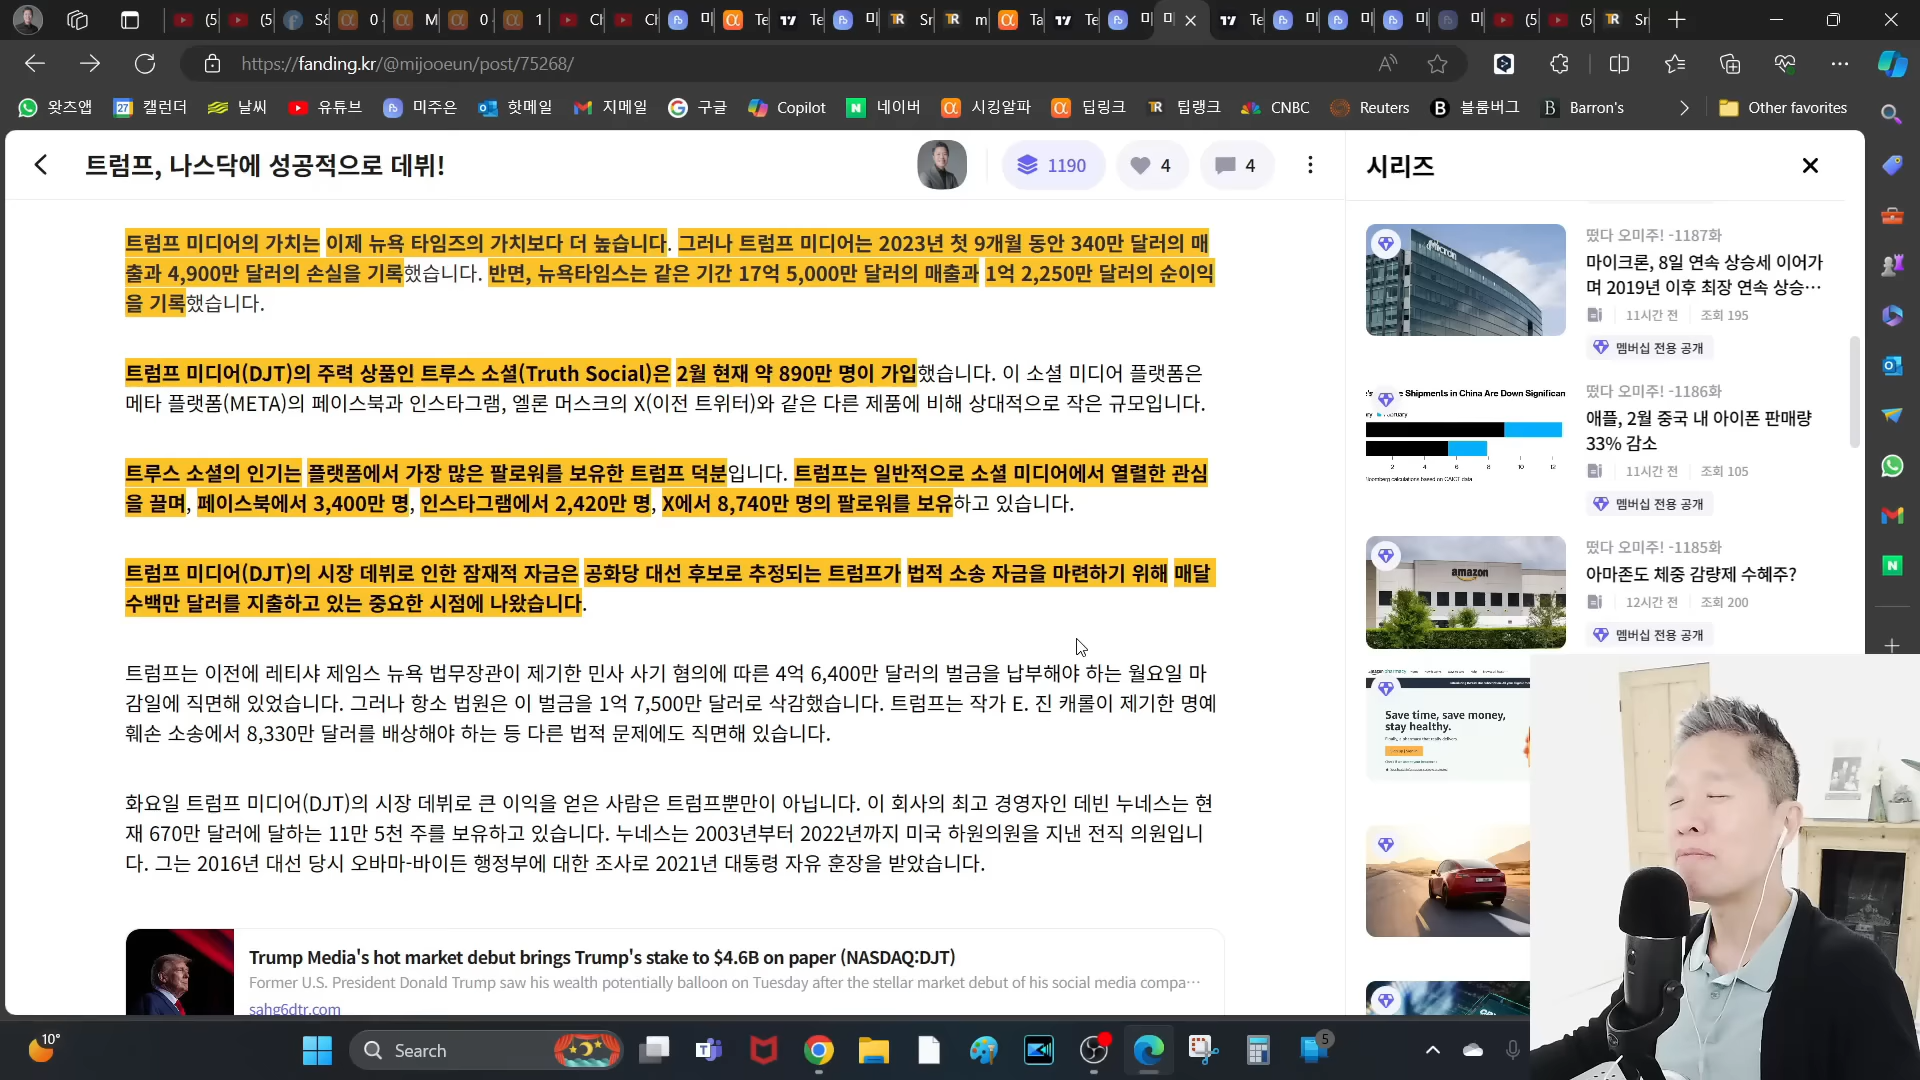 https://fanding.kr/@mijooeun/post/75268/
왓츠앱 캘린더 날씨 유튜브 미주은 핫메일 지메일 구글 Copilot 네이버 시킹알파 딥링크 팁랭크 CNBC Reuters 블룸버그 Barron's Other favorites
트럼프, 나스닥에 성공적으로 데뷔!
1190 4 4
트럼프 미디어의 가치는 이제 뉴욕 타임즈의 가치보다 더 높습니다. 그러나 트럼프 미디어는 2023년 첫 9개월 동안 340만 달러의 매
출과 4,900만 달러의 손실을 기록했습니다. 반면, 뉴욕타임스는 같은 기간 17억 5,000만 달러의 매출과 1억 2,250만 달러의 순이익
을 기록했습니다.
트럼프 미디어(DJT)의 주력 상품인 트루스 소셜(Truth Social)은 2월 현재 약 890만 명이 가입했습니다. 이 소셜 미디어 플랫폼은
메타 플랫폼(META)의 페이스북과 인스타그램, 엘론 머스크의 X(이전 트위터)와 같은 다른 제품에 비해 상대적으로 작은 규모입니다.
트루스 소셜의 인기는 플랫폼에서 가장 많은 팔로워를 보유한 트럼프 덕분입니다. 트럼프는 일반적으로 소셜 미디어에서 열렬한 관심
을 끌며, 페이스북에서 3,400만 명, 인스타그램에서 2,420만 명, X에서 8,740만 명의 팔로워를 보유하고 있습니다.
트럼프 미디어(DJT)의 시장 데뷔로 인한 잠재적 자금은 공화당 대선 후보로 추정되는 트럼프가 법적 소송 자금을 마련하기 위해 매달
수백만 달러를 지출하고 있는 중요한 시점에 나왔습니다.
트럼프는 이전에 레티샤 제임스 뉴욕 법무장관이 제기한 민사 사기 혐의에 따른 4억 6,400만 달러의 벌금을 납부해야 하는 월요일 마
감일에 직면해 있었습니다. 그러나 항소 법원은 이 벌금을 1억 7,500만 달러로 삭감했습니다. 트럼프는 작가 E. 진 캐롤이 제기한 명예
훼손 소송에서 8,330만 달러를 배상해야 하는 등 다른 법적 문제에도 직면해 있습니다.
화요일 트럼프 미디어(DJT)의 시장 데뷔로 큰 이익을 얻은 사람은 트럼프뿐만이 아닙니다. 이 회사의 최고 경영자인 데빈 누네스는 현
재 670만 달러에 달하는 11만 5천 주를 보유하고 있습니다. 누네스는 2003년부터 2022년까지 미국 하원의원을 지낸 전직 의원입니
다. 그는 2016년 대선 당시 오바마-바이든 행정부에 대한 조사로 2021년 대통령 자유 훈장을 받았습니다.
Trump Media's hot market debut brings Trump's stake to $4.6B on paper (NASDAQ:DJT)
Former U.S. President Donald Trump saw his wealth potentially balloon on Tuesday after the stellar market debut of his social media compa···
sahg6dtr.com
시리즈
떴다 오미주! -1187화
마이크론, 8일 연속 상승세 이어가
며 2019년 이후 최장 연속 상승···
11시간 전 조회 195
멤버십 전용 공개
Micron
떴다 오미주! -1186화
애플, 2월 중국 내 아이폰 판매량
33% 감소
11시간 전 조회 105
멤버십 전용 공개
Shipments in China Are Down Significan
2 4 6 8 10 12
떴다 오미주! -1185화
아마존도 체중 감량제 수혜주?
12시간 전 조회 200
멤버십 전용 공개
amazon
Save time, save money,
stay healthy.
10°
Search
5